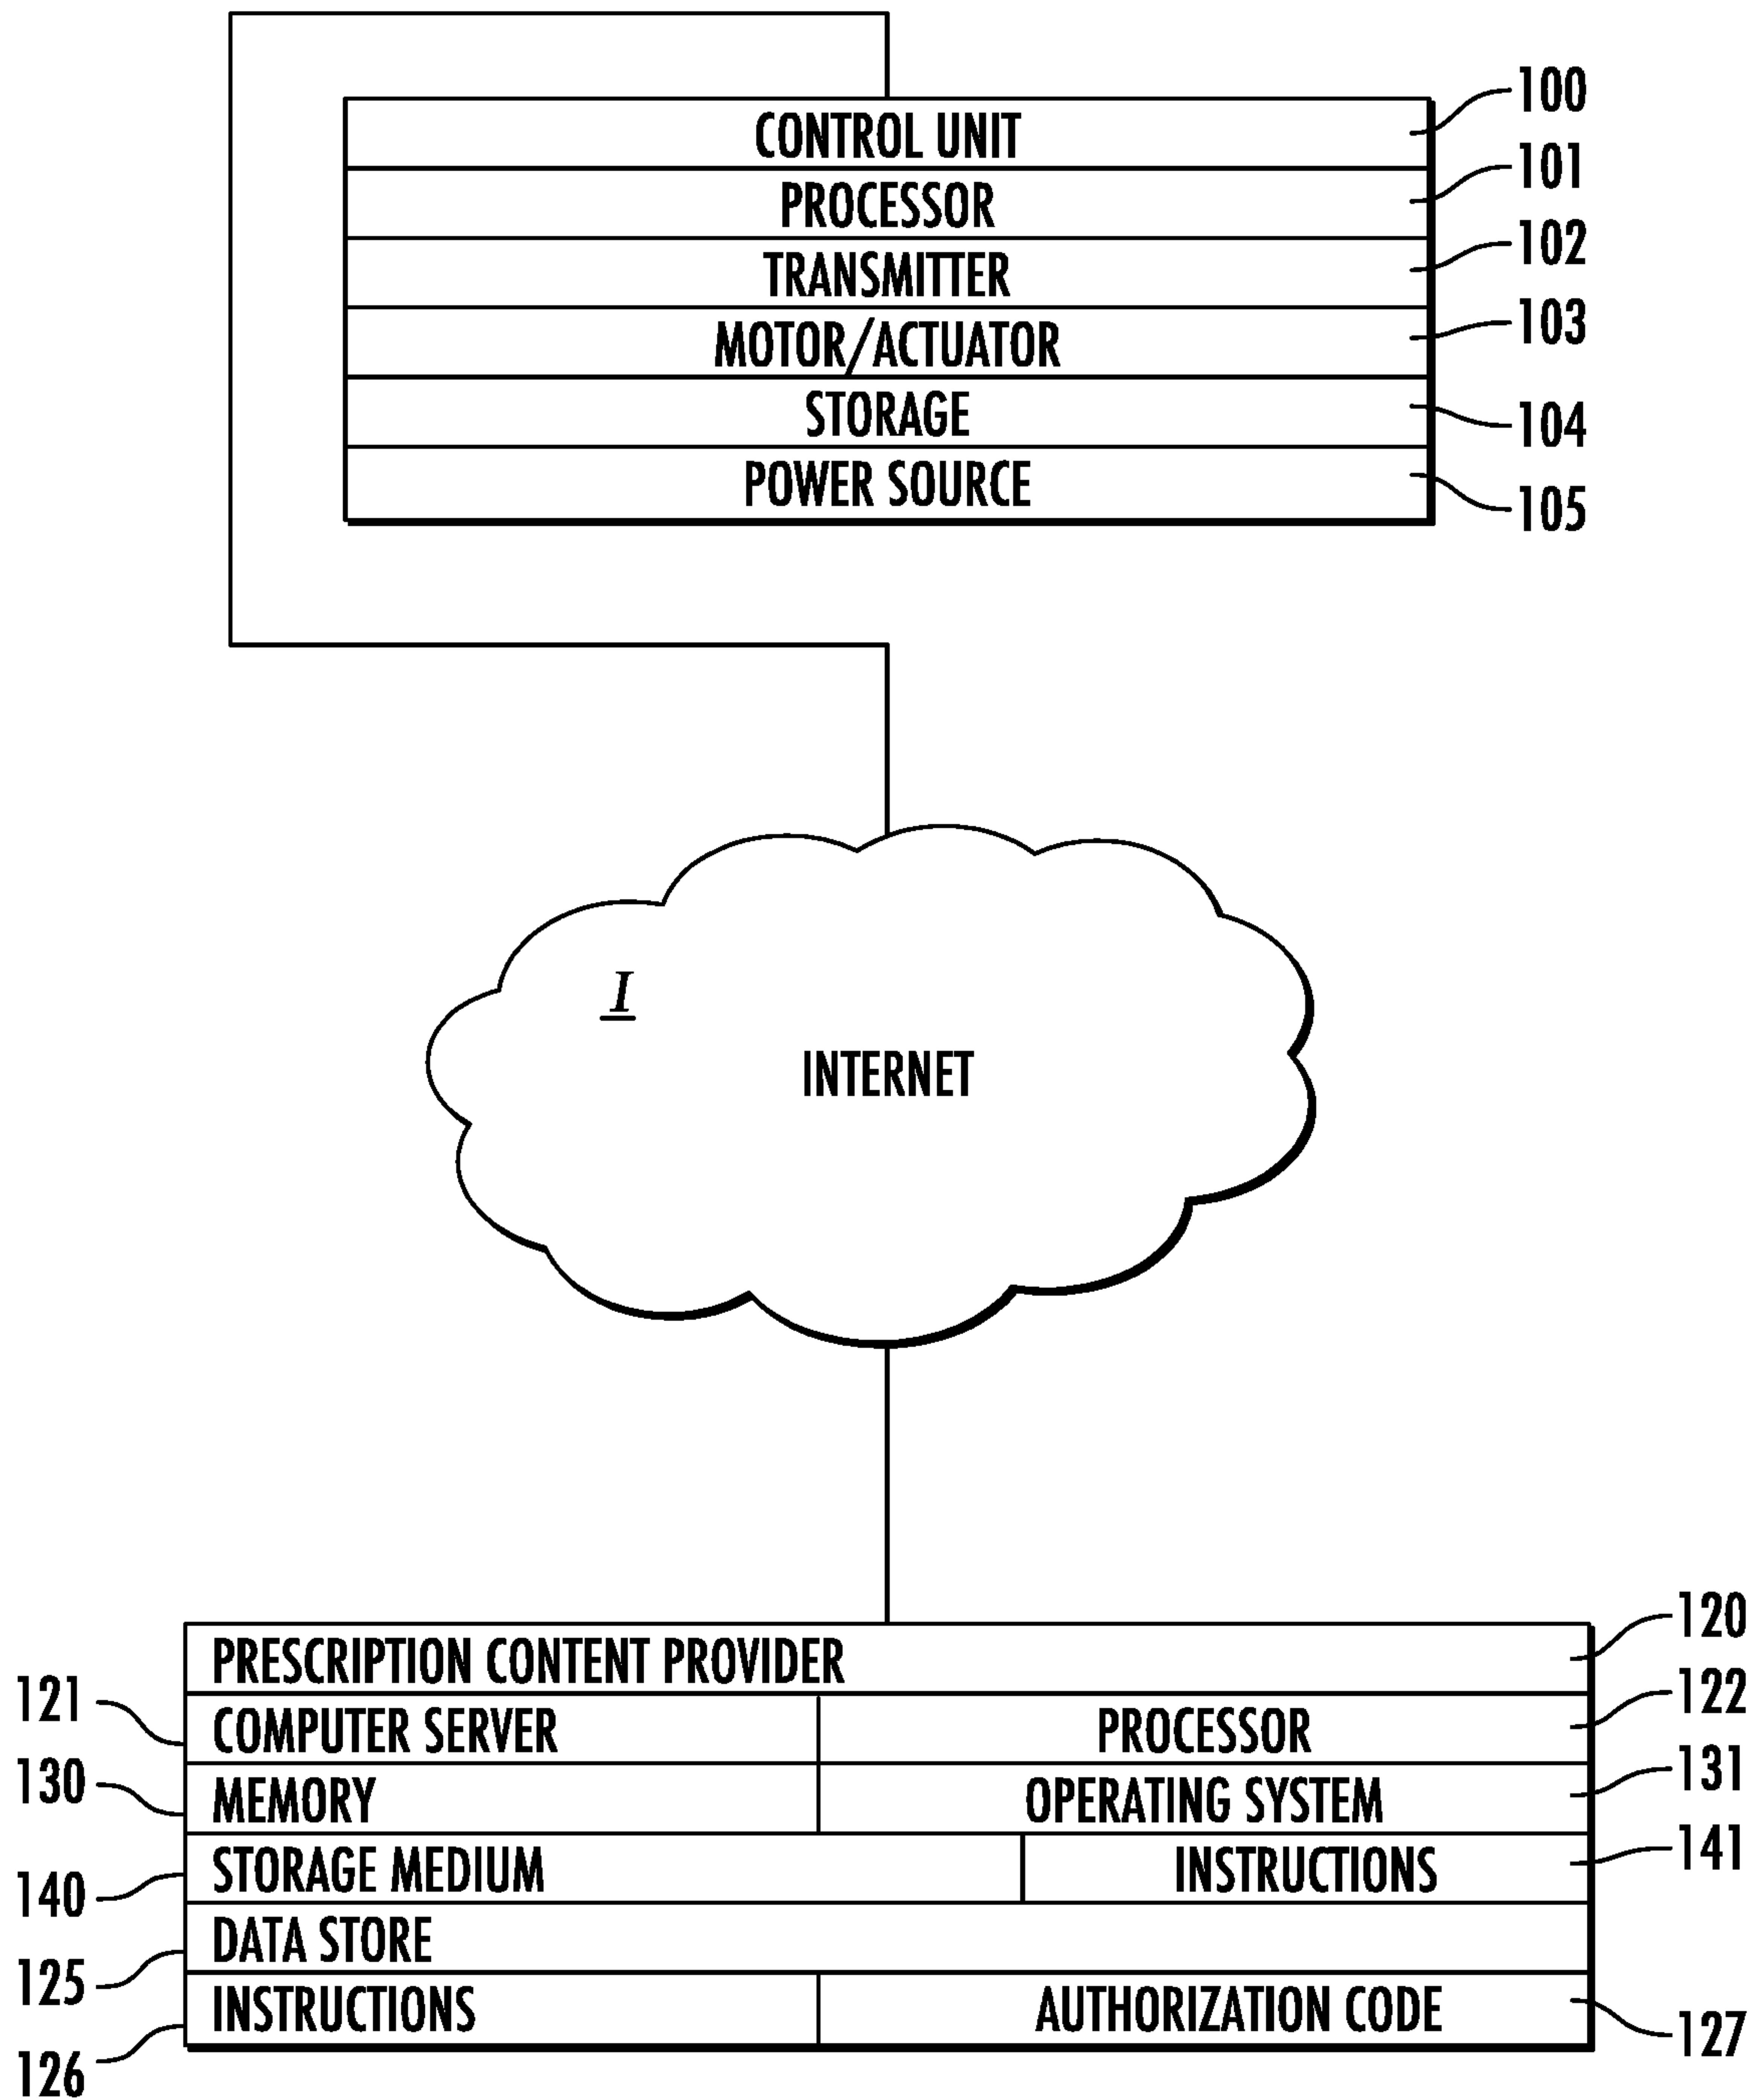 CONTROL UNIT 100
PROCESSOR 101
TRANSMITTER 102
MOTOR/ACTUATOR 103
STORAGE 104
POWER SOURCE 105
I
INTERNET
PRESCRIPTION CONTENT PROVIDER 120
121 COMPUTER SERVER PROCESSOR 122
130 MEMORY OPERATING SYSTEM 131
140 STORAGE MEDIUM INSTRUCTIONS 141
125 DATA STORE
126 INSTRUCTIONS AUTHORIZATION CODE 127